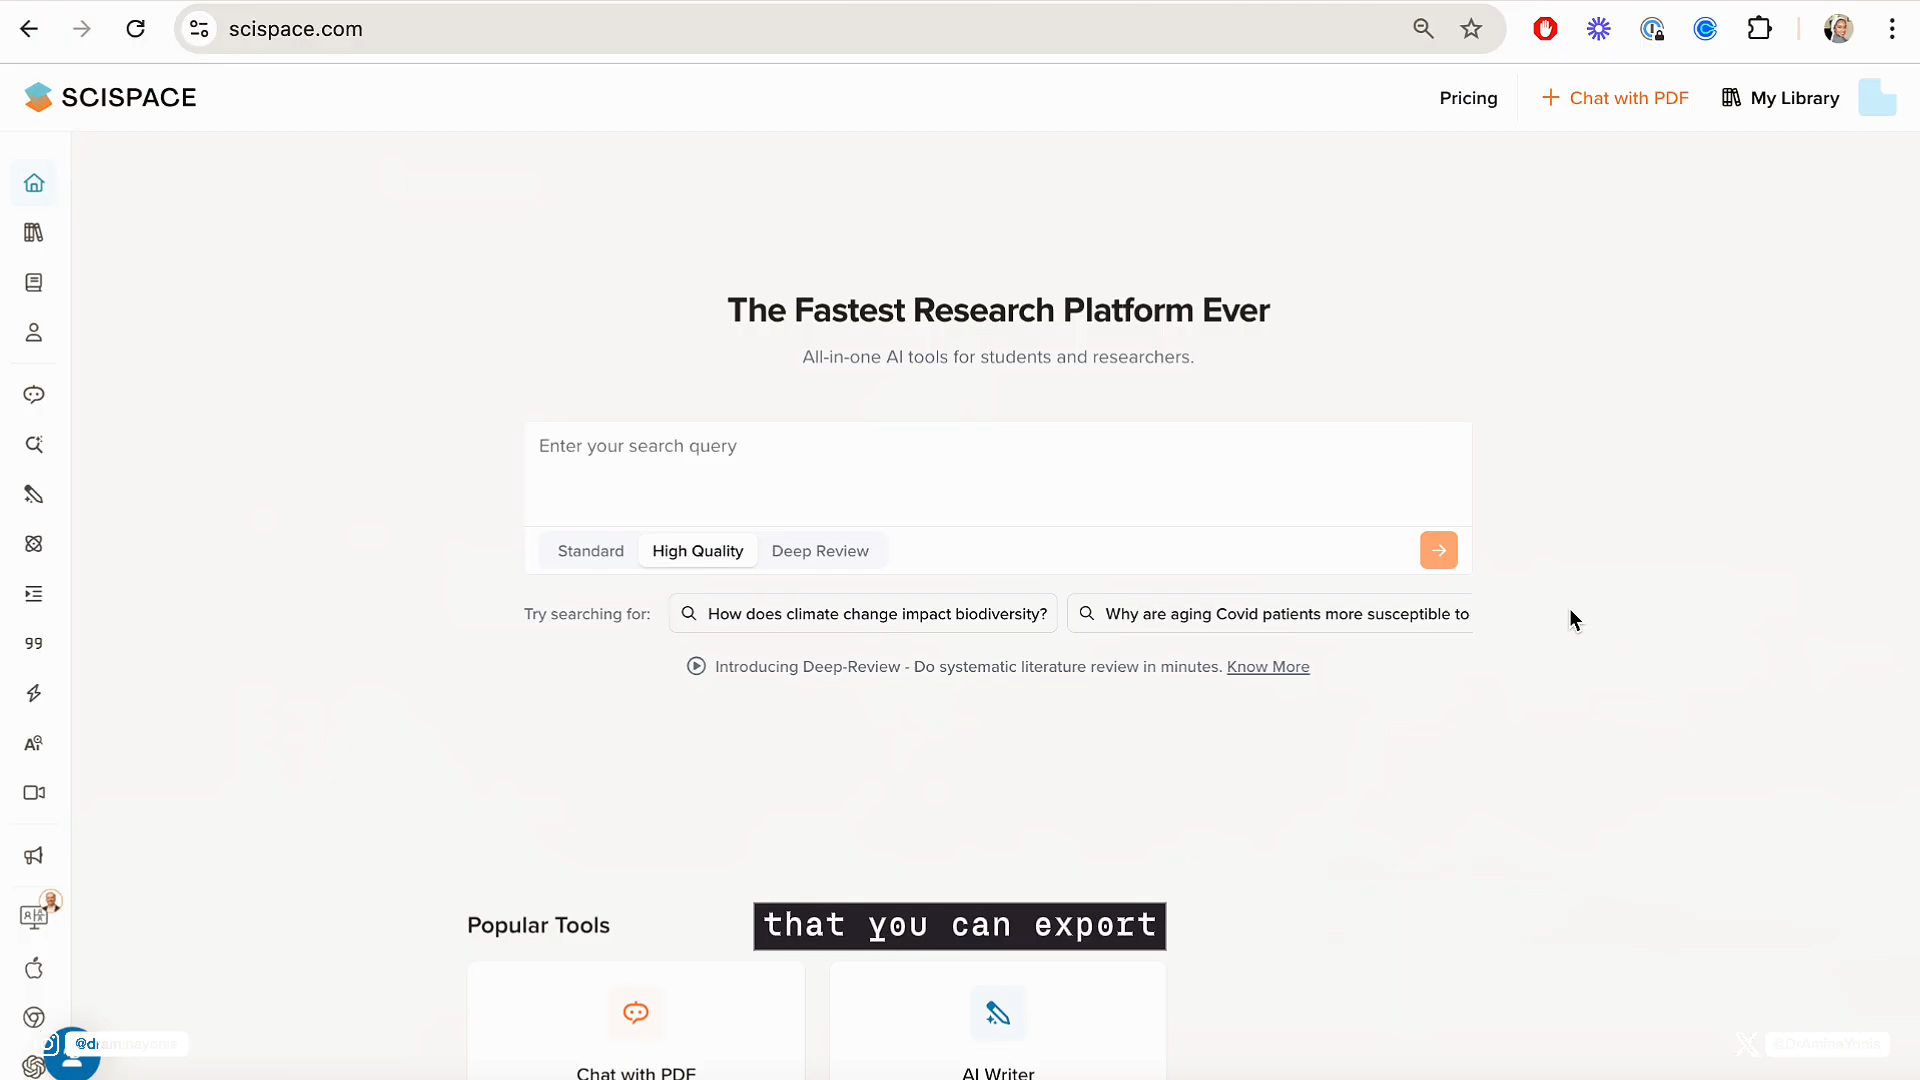 scispace.com
SCISPACE
Pricing
Chat with PDF
My Library
The Fastest Research Platform Ever
All-in-one AI tools for students and researchers.
Enter your search query
Standard
High Quality
Deep Review
Try searching for:
How does climate change impact biodiversity?
Why are aging Covid patients more susceptible to
Introducing Deep-Review - Do systematic literature review in minutes. Know More
Popular Tools
that you can export
Chat with PDF
AI Writer
@draminayonis
@DrAminaYonis